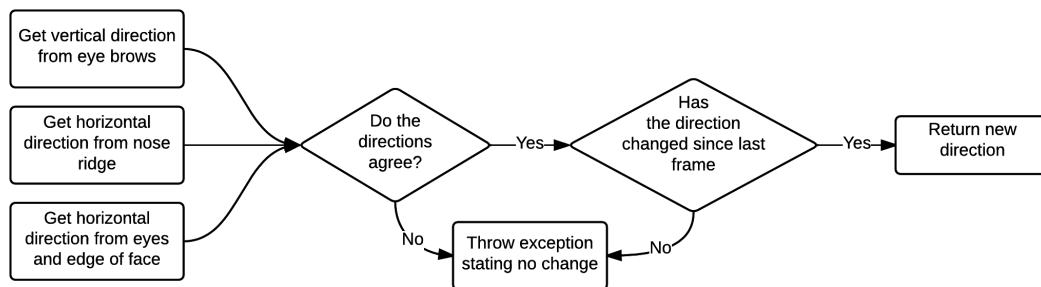 Get vertical direction
from eye brows
Get horizontal
direction from nose
ridge
Get horizontal
direction from eyes
and edge of face
Do the
directions
agree?
Yes
No
Has
the direction
changed since last
frame
Yes
No
Throw exception
stating no change
Return new
direction